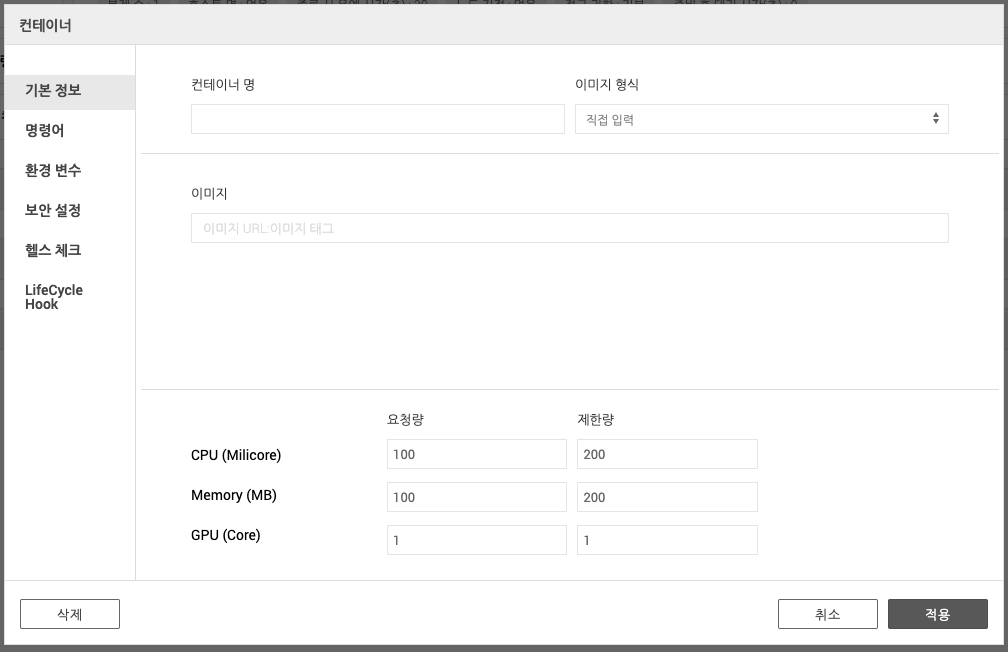 컨테이너
기본 정보
명령어
환경 변수
보안 설정
헬스 체크
LifeCycle
Hook
컨테이너 명
이미지 형식
직접 입력
이미지
이미지 URL:이미지 태그
요청량 제한량
CPU (Milicore) 100 200
Memory (MB) 100 200
GPU (Core) 1 1
삭제 취소 적용